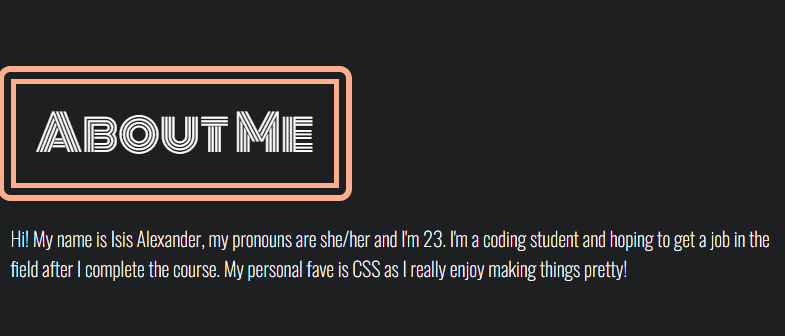 About Me
Hi! My name is Isis Alexander, my pronouns are she/her and I'm 23. I'm a coding student and hoping to get a job in the
field after I complete the course. My personal fave is CSS as I really enjoy making things pretty!